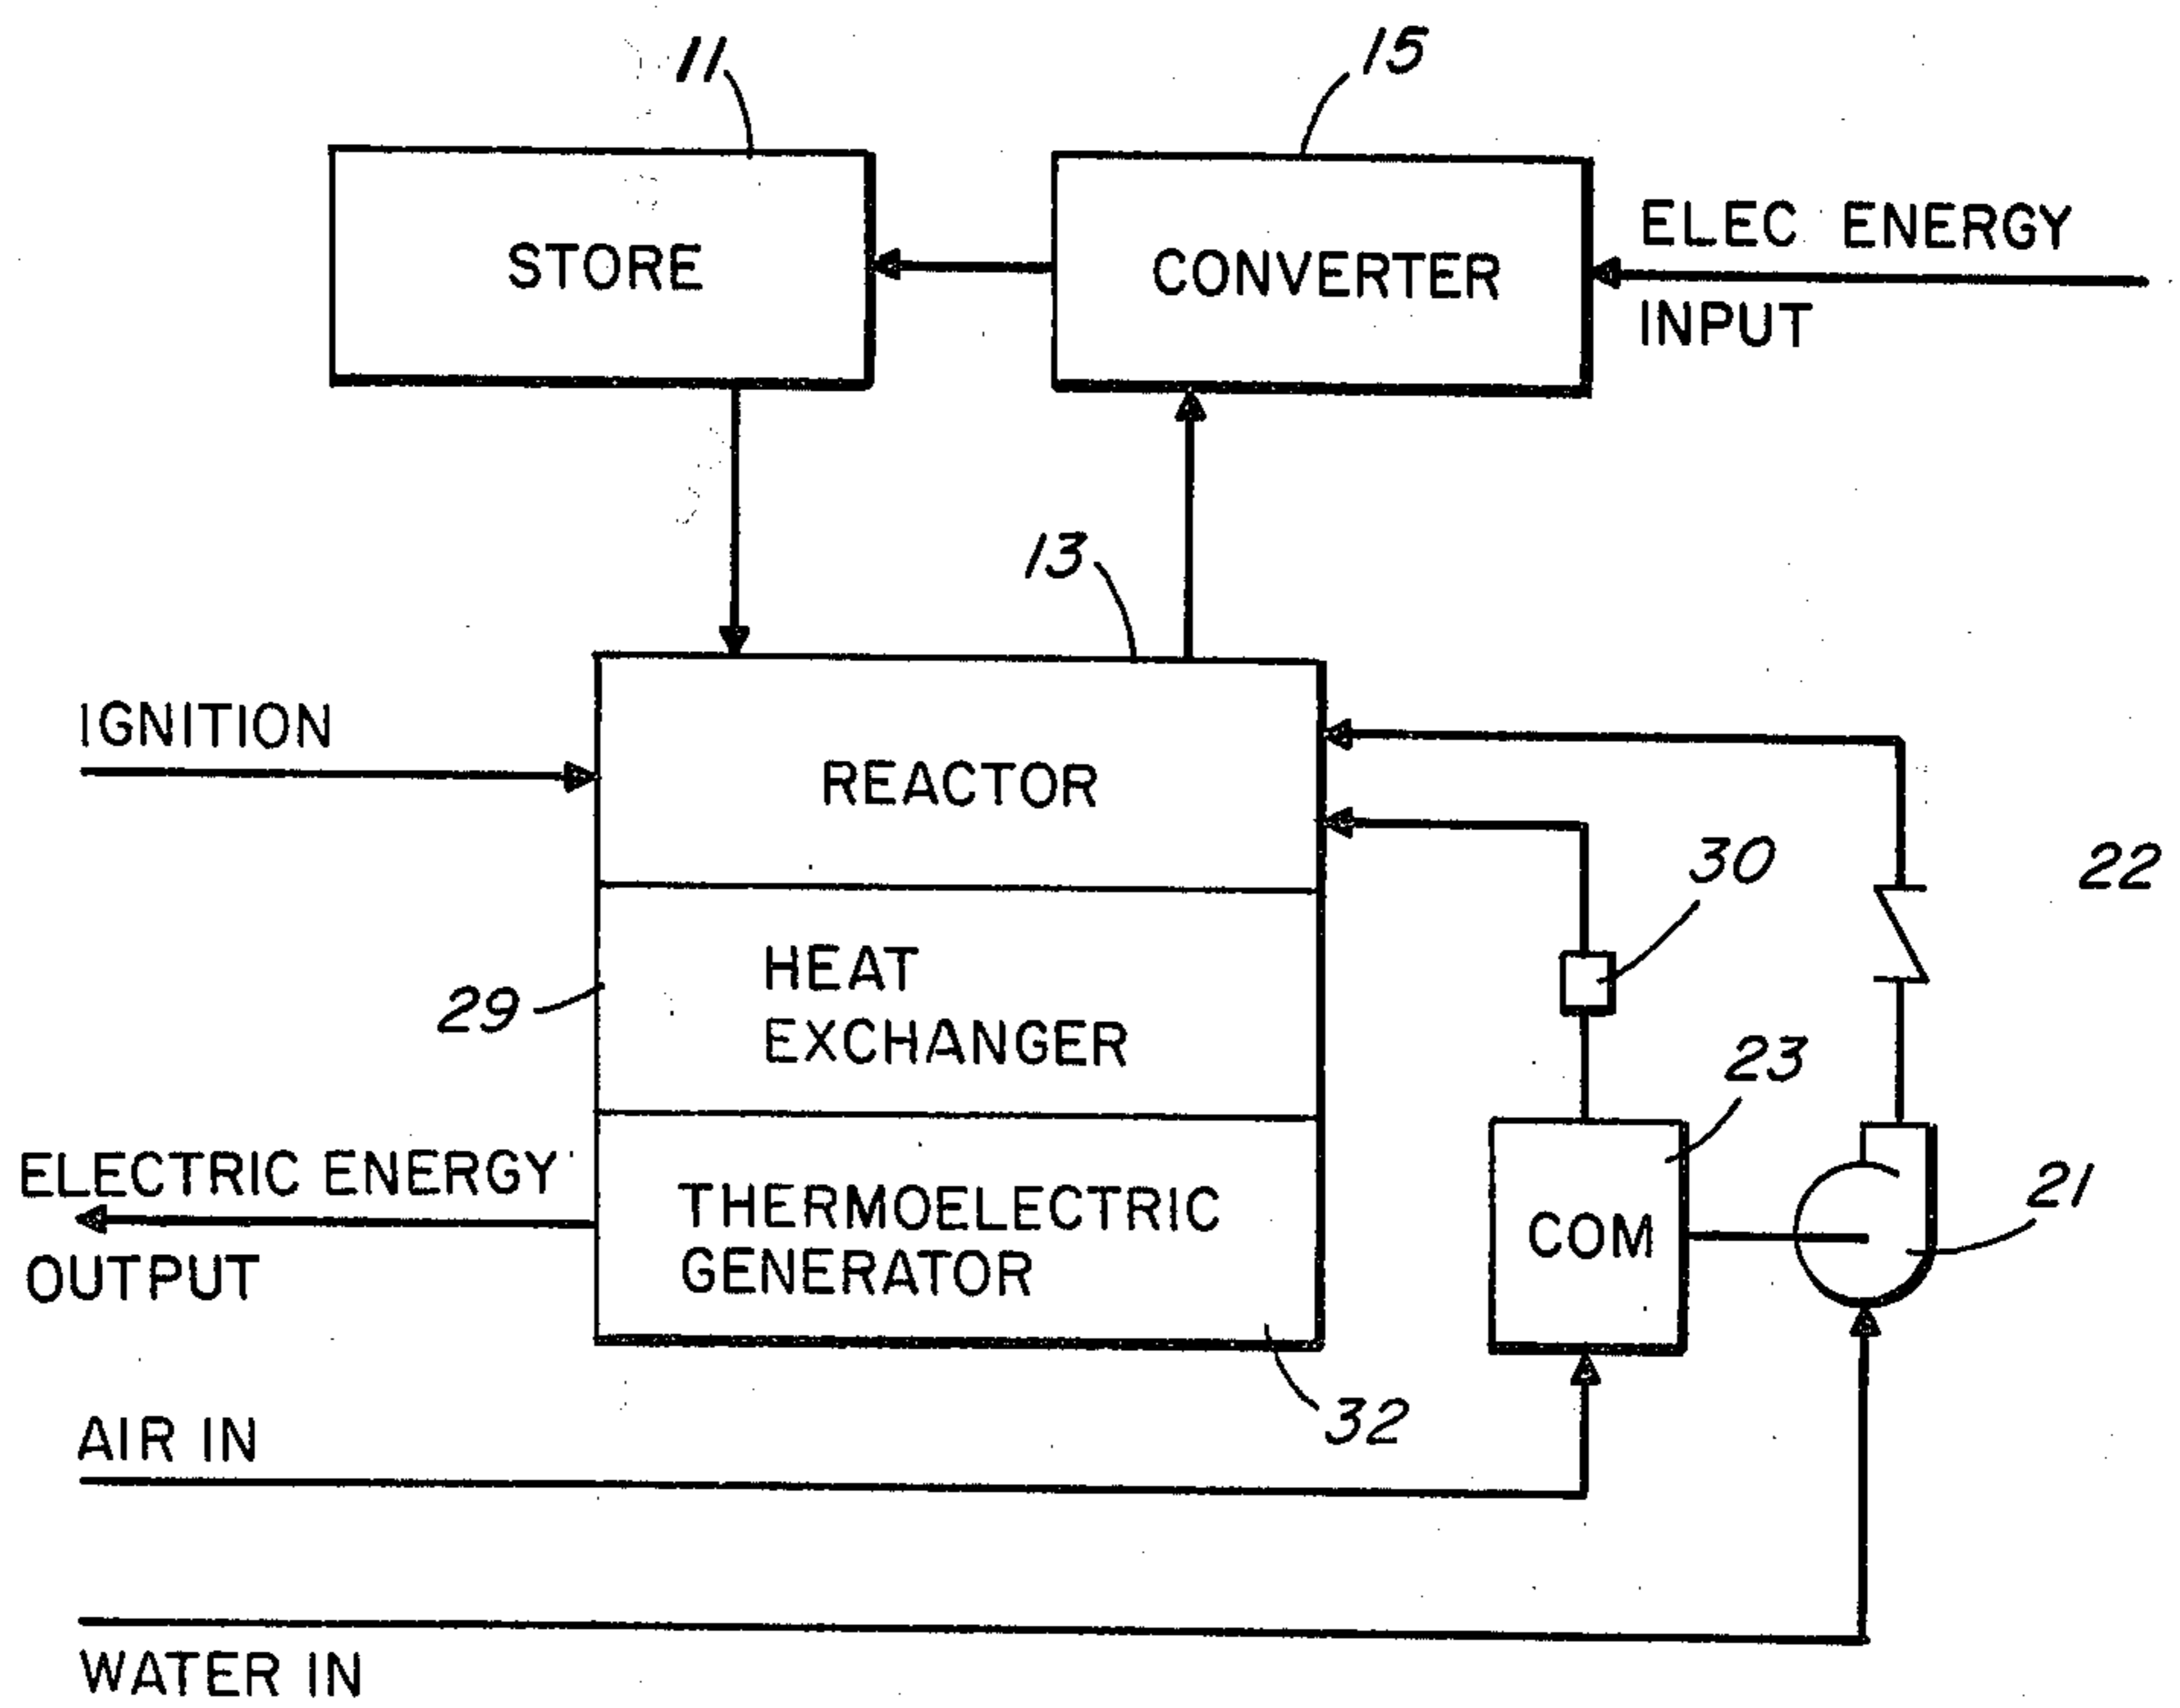 11
15
STORE
CONVERTER
ELEC ENERGY
INPUT
13
IGNITION
REACTOR
30
22
HEAT
EXCHANGER
29
23
ELECTRIC ENERGY
OUTPUT
THERMOELECTRIC
GENERATOR
COM
21
32
AIR IN
WATER IN